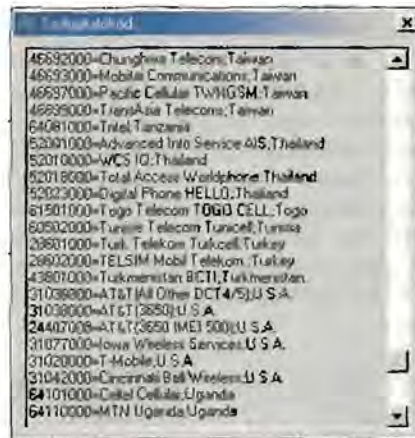 46692000=Chunghwa Telecom;Taiwan
46693000=Mobitai Communications;Taiwan
46697000=Pacific Cellular TWNGSM;Taiwan
46699000=TransAsia Telecoms;Taiwan
64001000=Tritel;Tanzania
52001000=Advanced Info Service AIS;Thailand
52010000=WCS IQ;Thailand
52018000=Total Access Worldphone;Thailand
52023000=Digital Phone HELLO;Thailand
61501000=Togo Telecom TOGO CELL;Togo
60502000=Tunisie Telecom Tunicell;Tunisia
28601000=Turk Telekom Turkcell;Turkey
28602000=TELSIM Mobil Telekom.;Turkey
43801000=Turkmenistan BCTI;Turkmenistan
31038000=AT&T(All Other DCT4/5);U.S.A.
31038000=AT&T(3650);U.S.A.
24407008=AT&T(3650 IMEI 500);U.S.A.
31077000=Iowa Wireless Services;U.S.A.
31020000=T-Mobile;U.S.A.
31042000=Cincinnati Bell Wireless;U.S.A.
64101000=Celtel Cellular;Uganda
64110000=MTN Uganda;Uganda